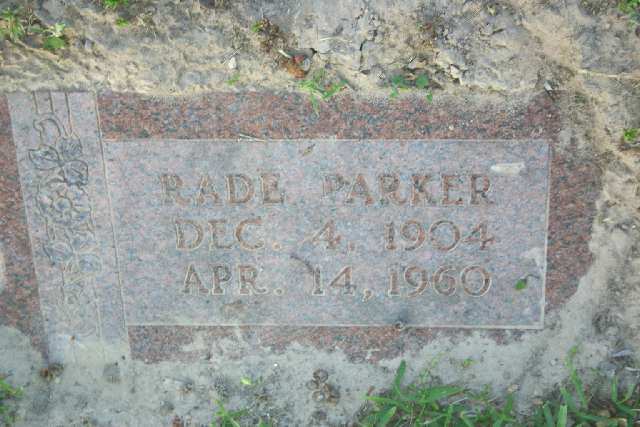 RADE PARKER
DEC. 4, 1904
APR. 14, 1960